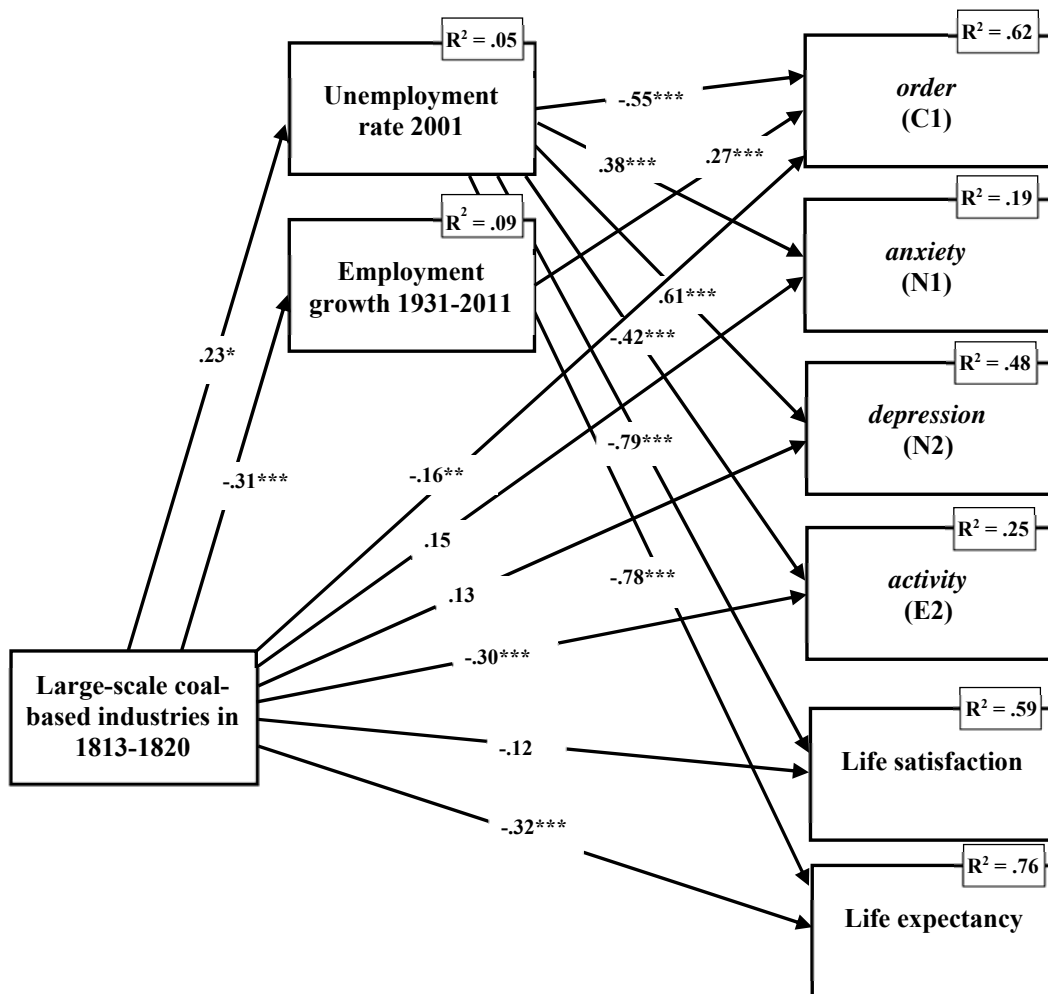 R² = .05
Unemployment
rate 2001
R² = .09
Employment
growth 1931-2011
Large-scale coal-
based industries in
1813-1820
R² = .62
order
(C1)
R² = .19
anxiety
(N1)
R² = .48
depression
(N2)
R² = .25
activity
(E2)
R² = .59
Life satisfaction
R² = .76
Life expectancy
-.55***
.38***
.27***
.61***
-.42***
-.79***
-.78***
.23*
-.31***
-.16**
.15
.13
-.30***
-.12
-.32***